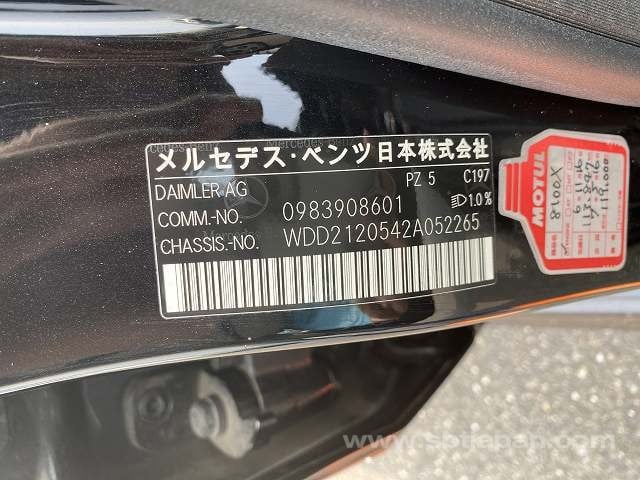 メルセデス・ベンツ日本株式会社
DAIMLER AG PZ 5 C197
COMM.-NO. 0983908601 1.0%
CHASSIS.-NO. WDD2120542A052265
MOTUL
8100X
www.sbtjapan.com